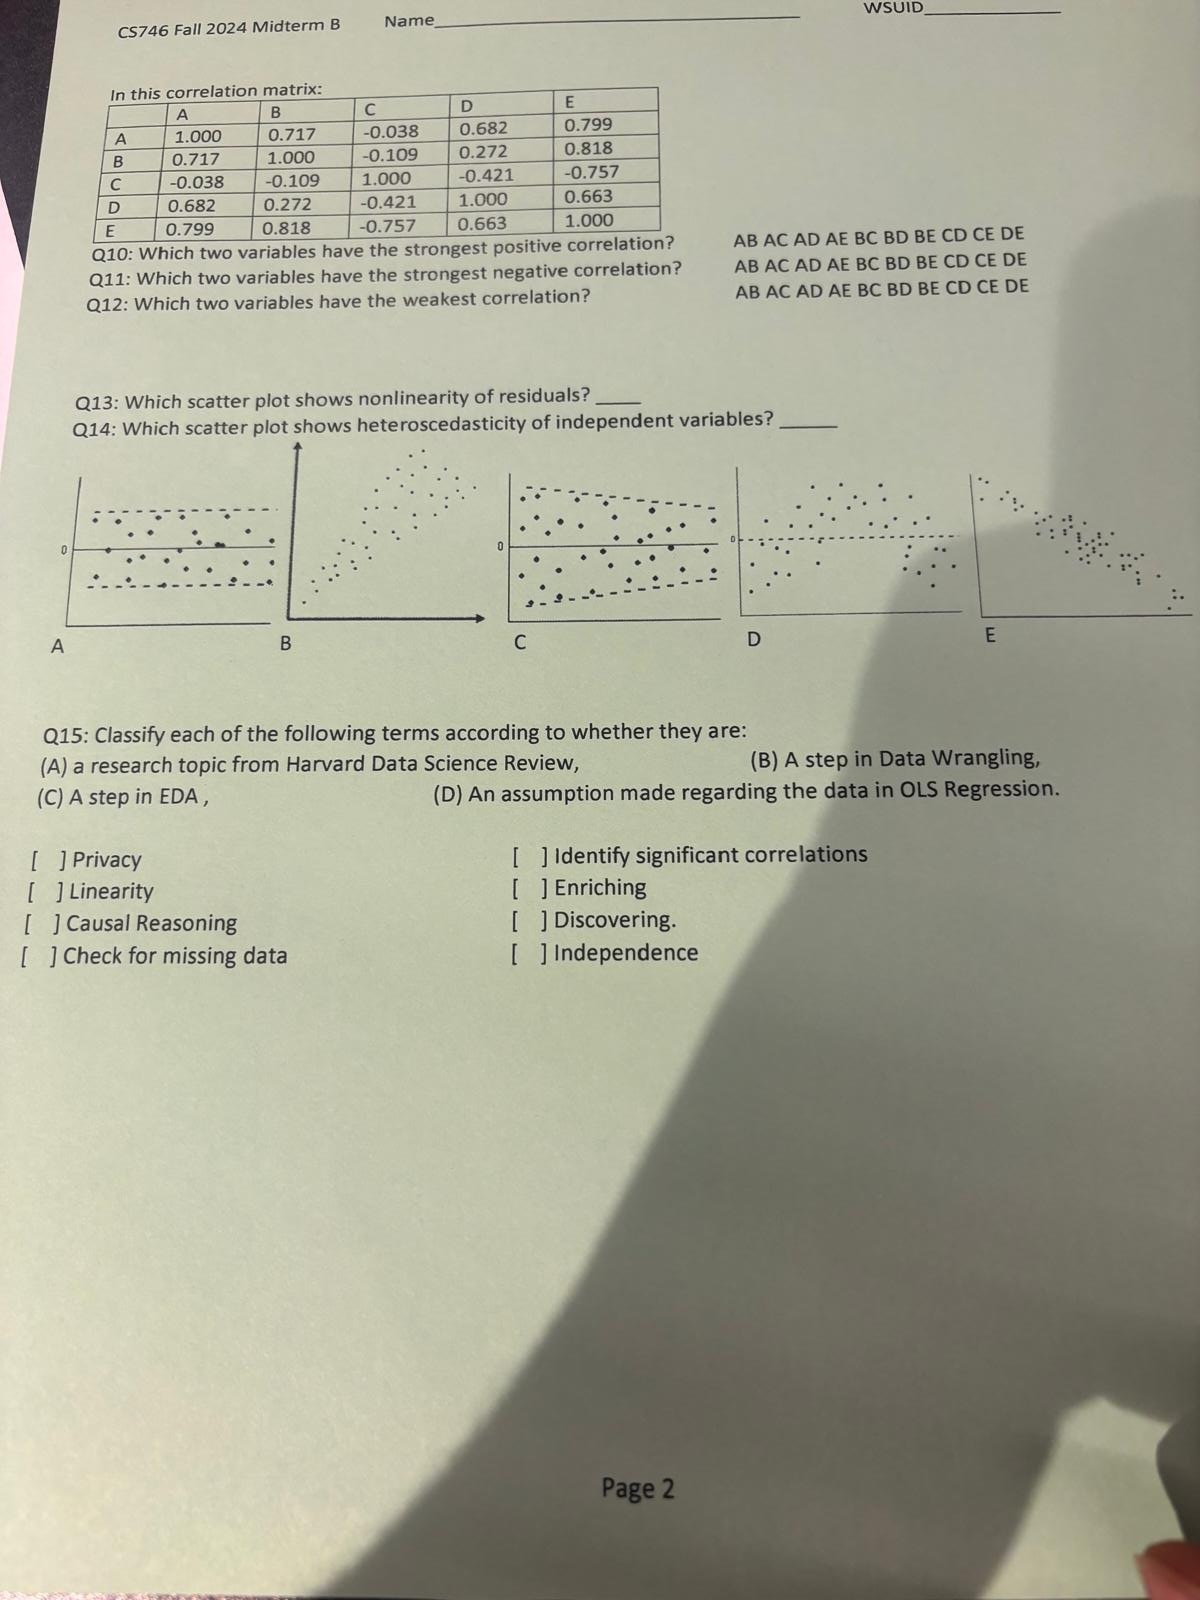 CS746 Fall 2024 Midterm B Name WSUID
In this correlation matrix:
A B C D E
A 1.000 0.717 -0.038 0.682 0.799
B 0.717 1.000 -0.109 0.272 0.818
C -0.038 -0.109 1.000 -0.421 -0.757
D 0.682 0.272 -0.421 1.000 0.663
E 0.799 0.818 -0.757 0.663 1.000
Q10: Which two variables have the strongest positive correlation? AB AC AD AE BC BD BE CD CE DE
Q11: Which two variables have the strongest negative correlation? AB AC AD AE BC BD BE CD CE DE
Q12: Which two variables have the weakest correlation? AB AC AD AE BC BD BE CD CE DE
Q13: Which scatter plot shows nonlinearity of residuals? ____
Q14: Which scatter plot shows heteroscedasticity of independent variables? _____
0 0 0
A B C D E
Q15: Classify each of the following terms according to whether they are:
(A) a research topic from Harvard Data Science Review, (B) A step in Data Wrangling,
(C) A step in EDA , (D) An assumption made regarding the data in OLS Regression.
[ ] Privacy [ ] Identify significant correlations
[ ] Linearity [ ] Enriching
[ ] Causal Reasoning [ ] Discovering.
[ ] Check for missing data [ ] Independence
Page 2